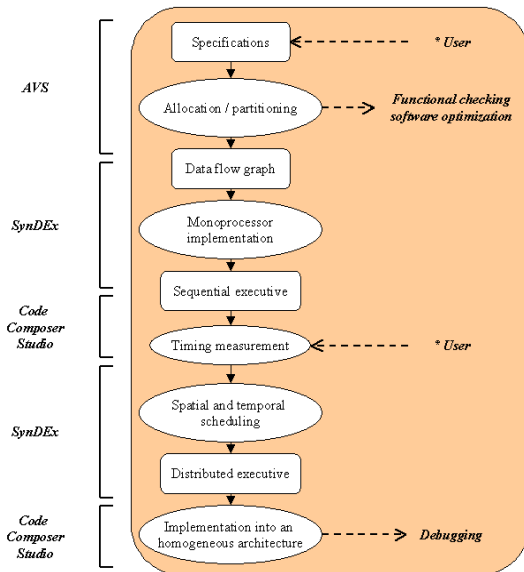 Specifications
* User
AVS
Allocation / partitioning
Functional checking
software optimization
Data flow graph
SynDEx
Monoprocessor
implementation
Sequential executive
Code
Composer
Studio
Timing measurement
* User
Spatial and temporal
scheduling
SynDEx
Distributed executive
Code
Composer
Studio
Implementation into an
homogeneous architecture
Debugging